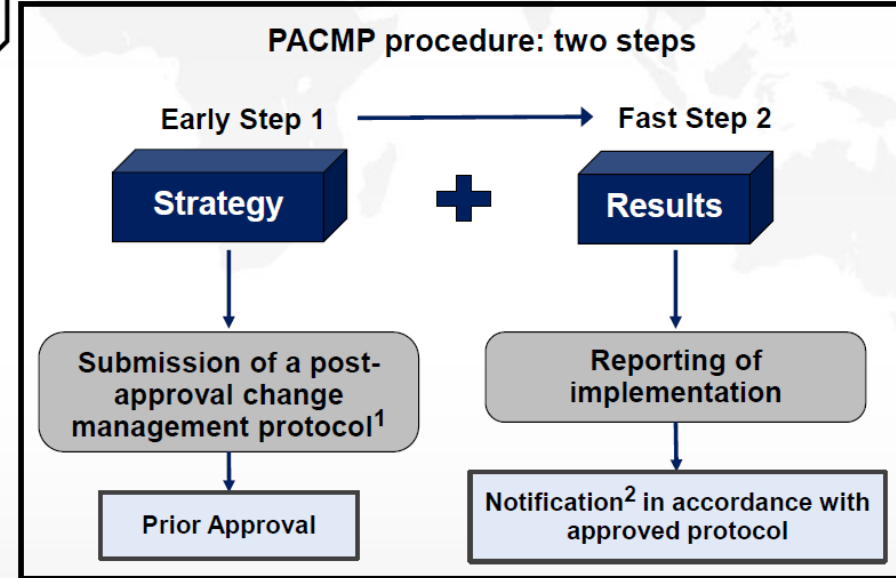 PACMP procedure: two steps
Early Step 1
Fast Step 2
Strategy
Results
Submission of a post-
approval change
management protocol1
Reporting of
implementation
Prior Approval
Notification2 in accordance with
approved protocol